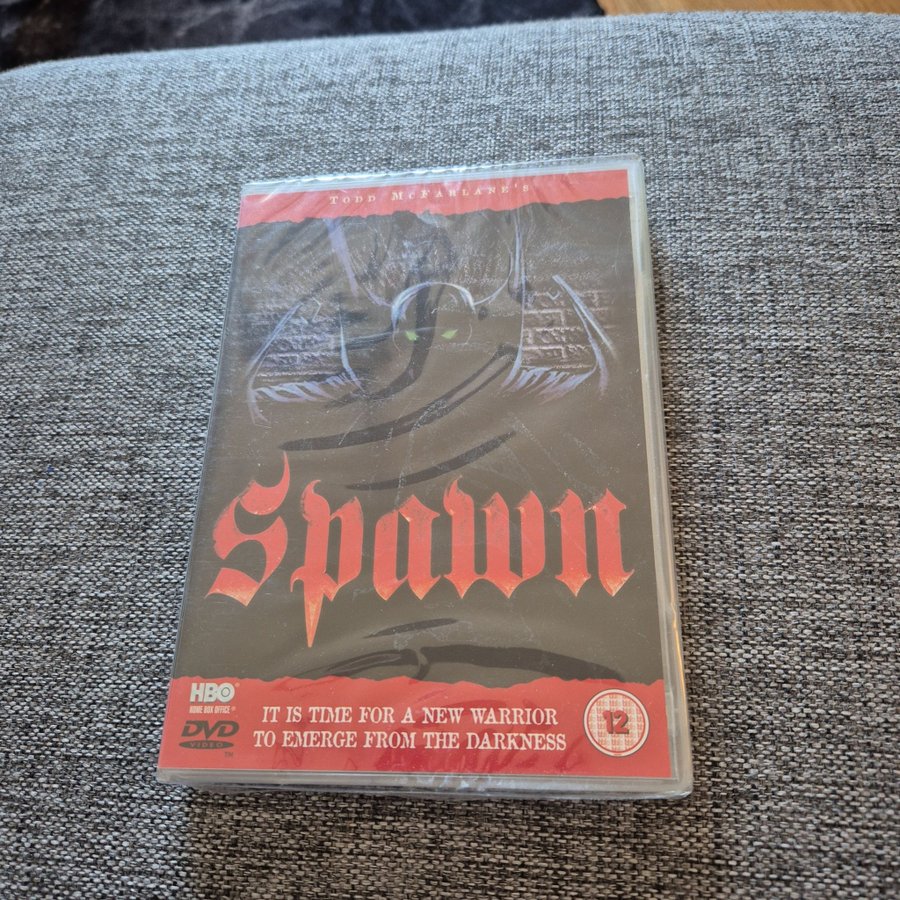 TODD MCFARLANE'S
Spawn
HBO®
HOME BOX OFFICE®
DVD
VIDEO
TM
IT IS TIME FOR A NEW WARRIOR
TO EMERGE FROM THE DARKNESS
12